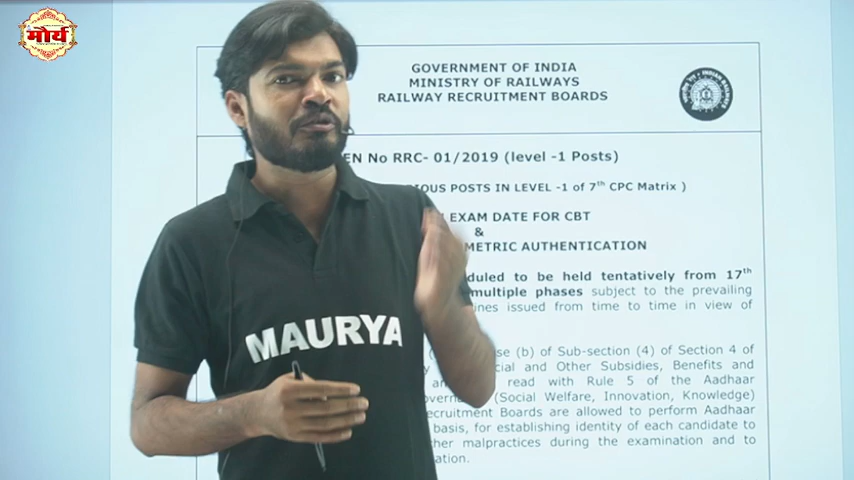 मौर्य
GOVERNMENT OF INDIA
MINISTRY OF RAILWAYS
RAILWAY RECRUITMENT BOARDS
EN No RRC- 01/2019 (level -1 Posts)
IOUS POSTS IN LEVEL -1 of 7th CPC Matrix )
EXAM DATE FOR CBT
&
METRIC AUTHENTICATION
duled to be held tentatively from 17th
multiple phases subject to the prevailing
ines issued from time to time in view of
se (b) of Sub-section (4) of Section 4 of
cial and Other Subsidies, Benefits and
read with Rule 5 of the Aadhaar
overn (Social Welfare, Innovation, Knowledge)
ecruitment Boards are allowed to perform Aadhaar
basis, for establishing identity of each candidate to
her malpractices during the examination and to
ation.
MAURYA